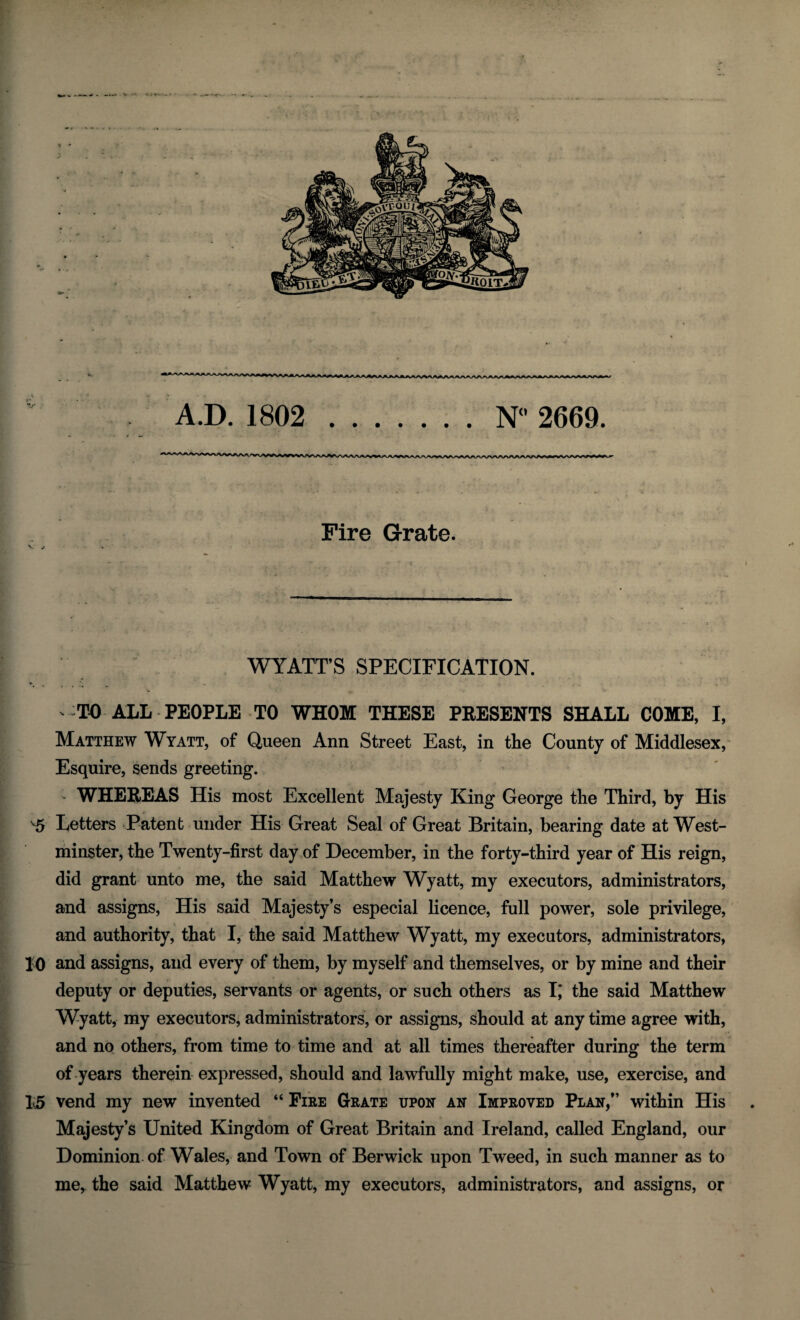 SOIT QUI MAL
DIEU · ET MON · DROIT
A.D. 1802 . . . . . . . Nº 2669.
Fire Grate.
WYATT'S SPECIFICATION.
TO ALL PEOPLE TO WHOM THESE PRESENTS SHALL COME, I,
Matthew Wyatt, of Queen Ann Street East, in the County of Middlesex,
Esquire, sends greeting.
WHEREAS His most Excellent Majesty King George the Third, by His
5 Letters Patent under His Great Seal of Great Britain, bearing date at West-
minster, the Twenty-first day of December, in the forty-third year of His reign,
did grant unto me, the said Matthew Wyatt, my executors, administrators,
and assigns, His said Majesty's especial licence, full power, sole privilege,
and authority, that I, the said Matthew Wyatt, my executors, administrators,
10 and assigns, and every of them, by myself and themselves, or by mine and their
deputy or deputies, servants or agents, or such others as I, the said Matthew
Wyatt, my executors, administrators, or assigns, should at any time agree with,
and no others, from time to time and at all times thereafter during the term
of years therein expressed, should and lawfully might make, use, exercise, and
15 vend my new invented "Fire Grate upon an Improved Plan," within His
Majesty's United Kingdom of Great Britain and Ireland, called England, our
Dominion of Wales, and Town of Berwick upon Tweed, in such manner as to
me, the said Matthew Wyatt, my executors, administrators, and assigns, or